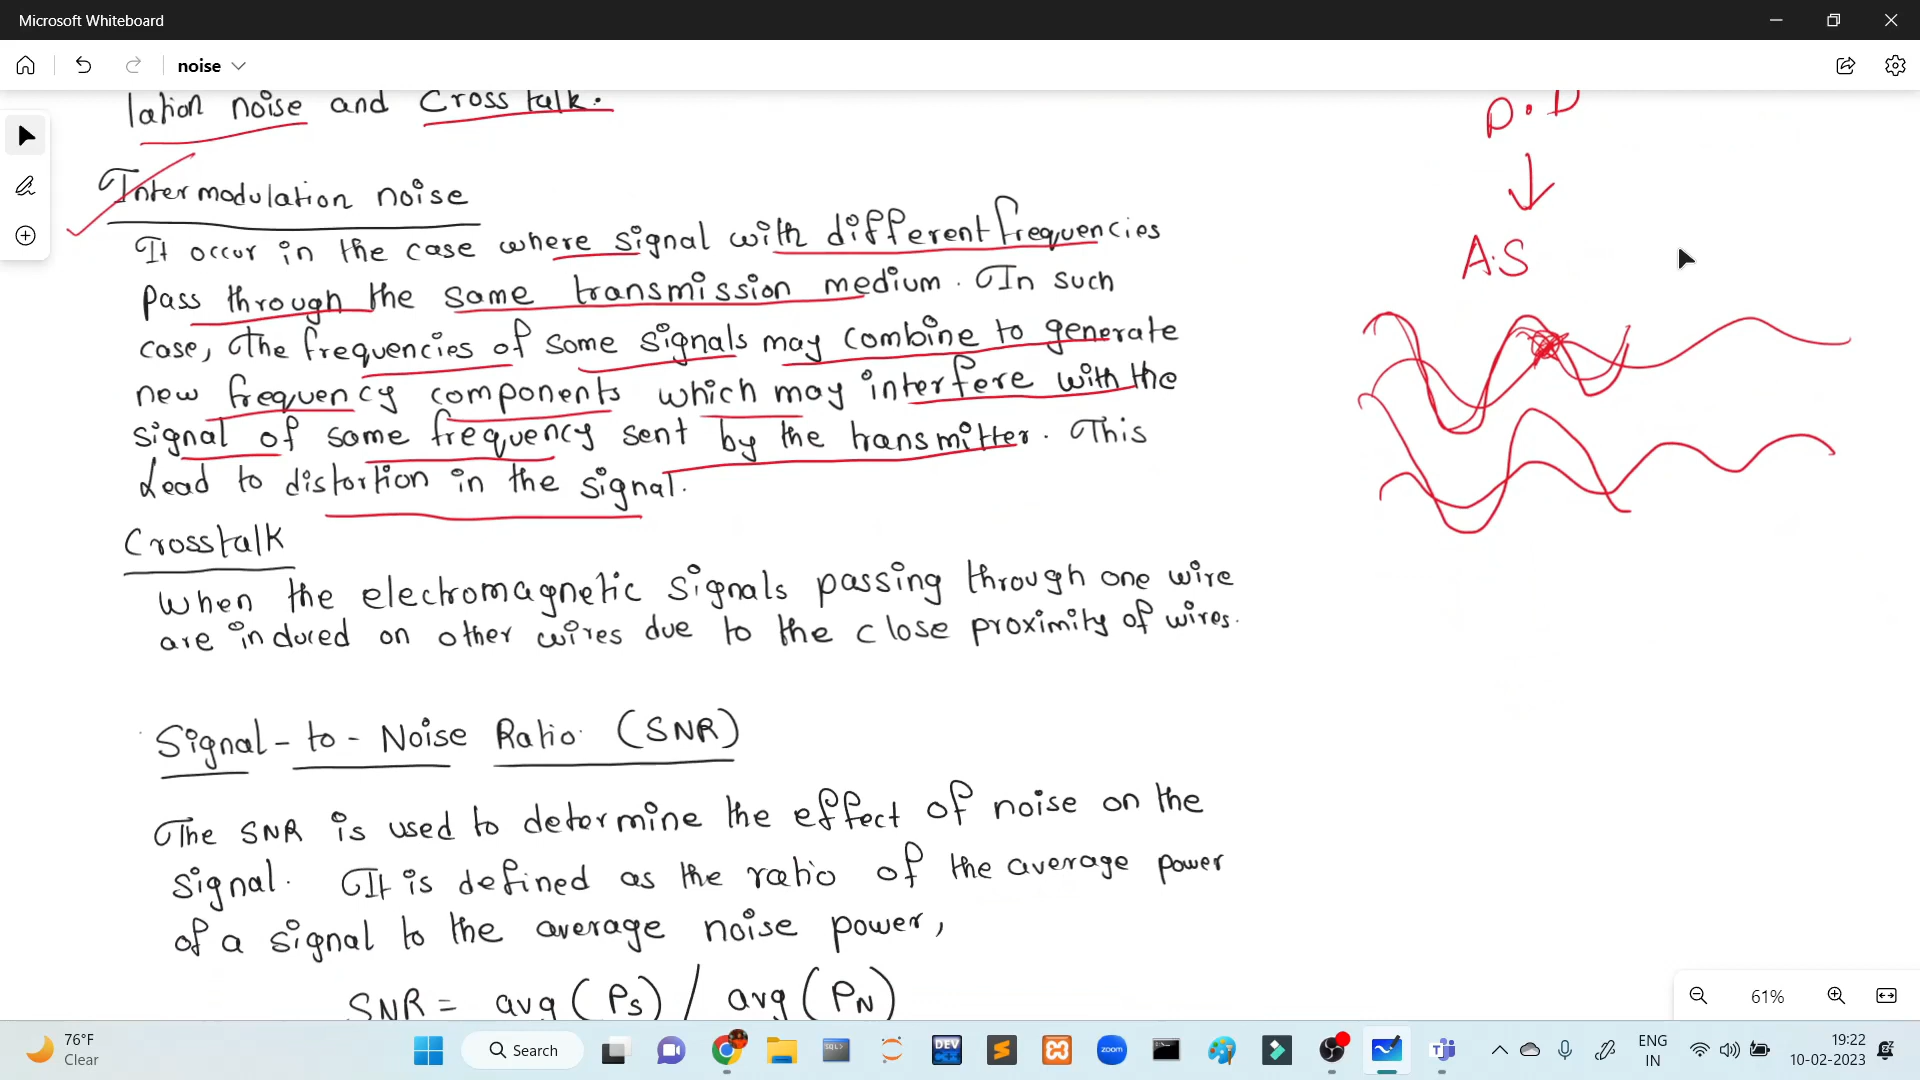 Microsoft Whiteboard
noise
lation noise and Cross talk.
D.D
Intermodulation noise
It occur in the case where signal with different frequencies
pass through the same transmission medium. In such
case, the frequencies of some signals may combine to generate
new frequency components which may interfere with the
signal of same frequency sent by the transmitter. This
Lead to distortion in the signal.
A.S
Crosstalk
When the electromagnetic signals passing through one wire
are induced on other wires due to the close proximity of wires.
Signal-to-Noise Ratio (SNR)
The SNR is used to determine the effect of noise on the
signal. It is defined as the ratio of the average power
of a signal to the average noise power,
SNR = avg (Ps) / avg (PN)
61%
76°F
Clear
Search
SQL>
DEV
C++
zoom
ENG
IN
19:22
10-02-2023